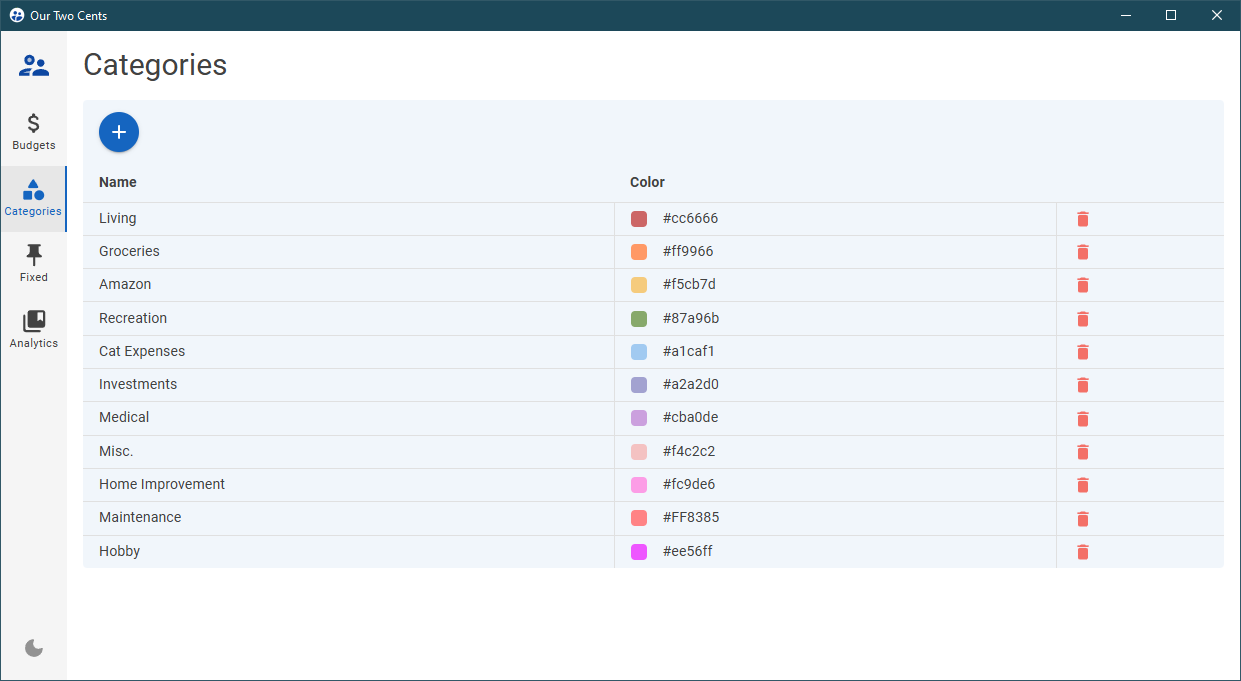 Our Two Cents
Categories
Budgets
Categories
Fixed
Analytics
Name Color
Living #cc6666
Groceries #ff9966
Amazon #f5cb7d
Recreation #87a96b
Cat Expenses #a1caf1
Investments #a2a2d0
Medical #cba0de
Misc. #f4c2c2
Home Improvement #fc9de6
Maintenance #FF8385
Hobby #ee56ff